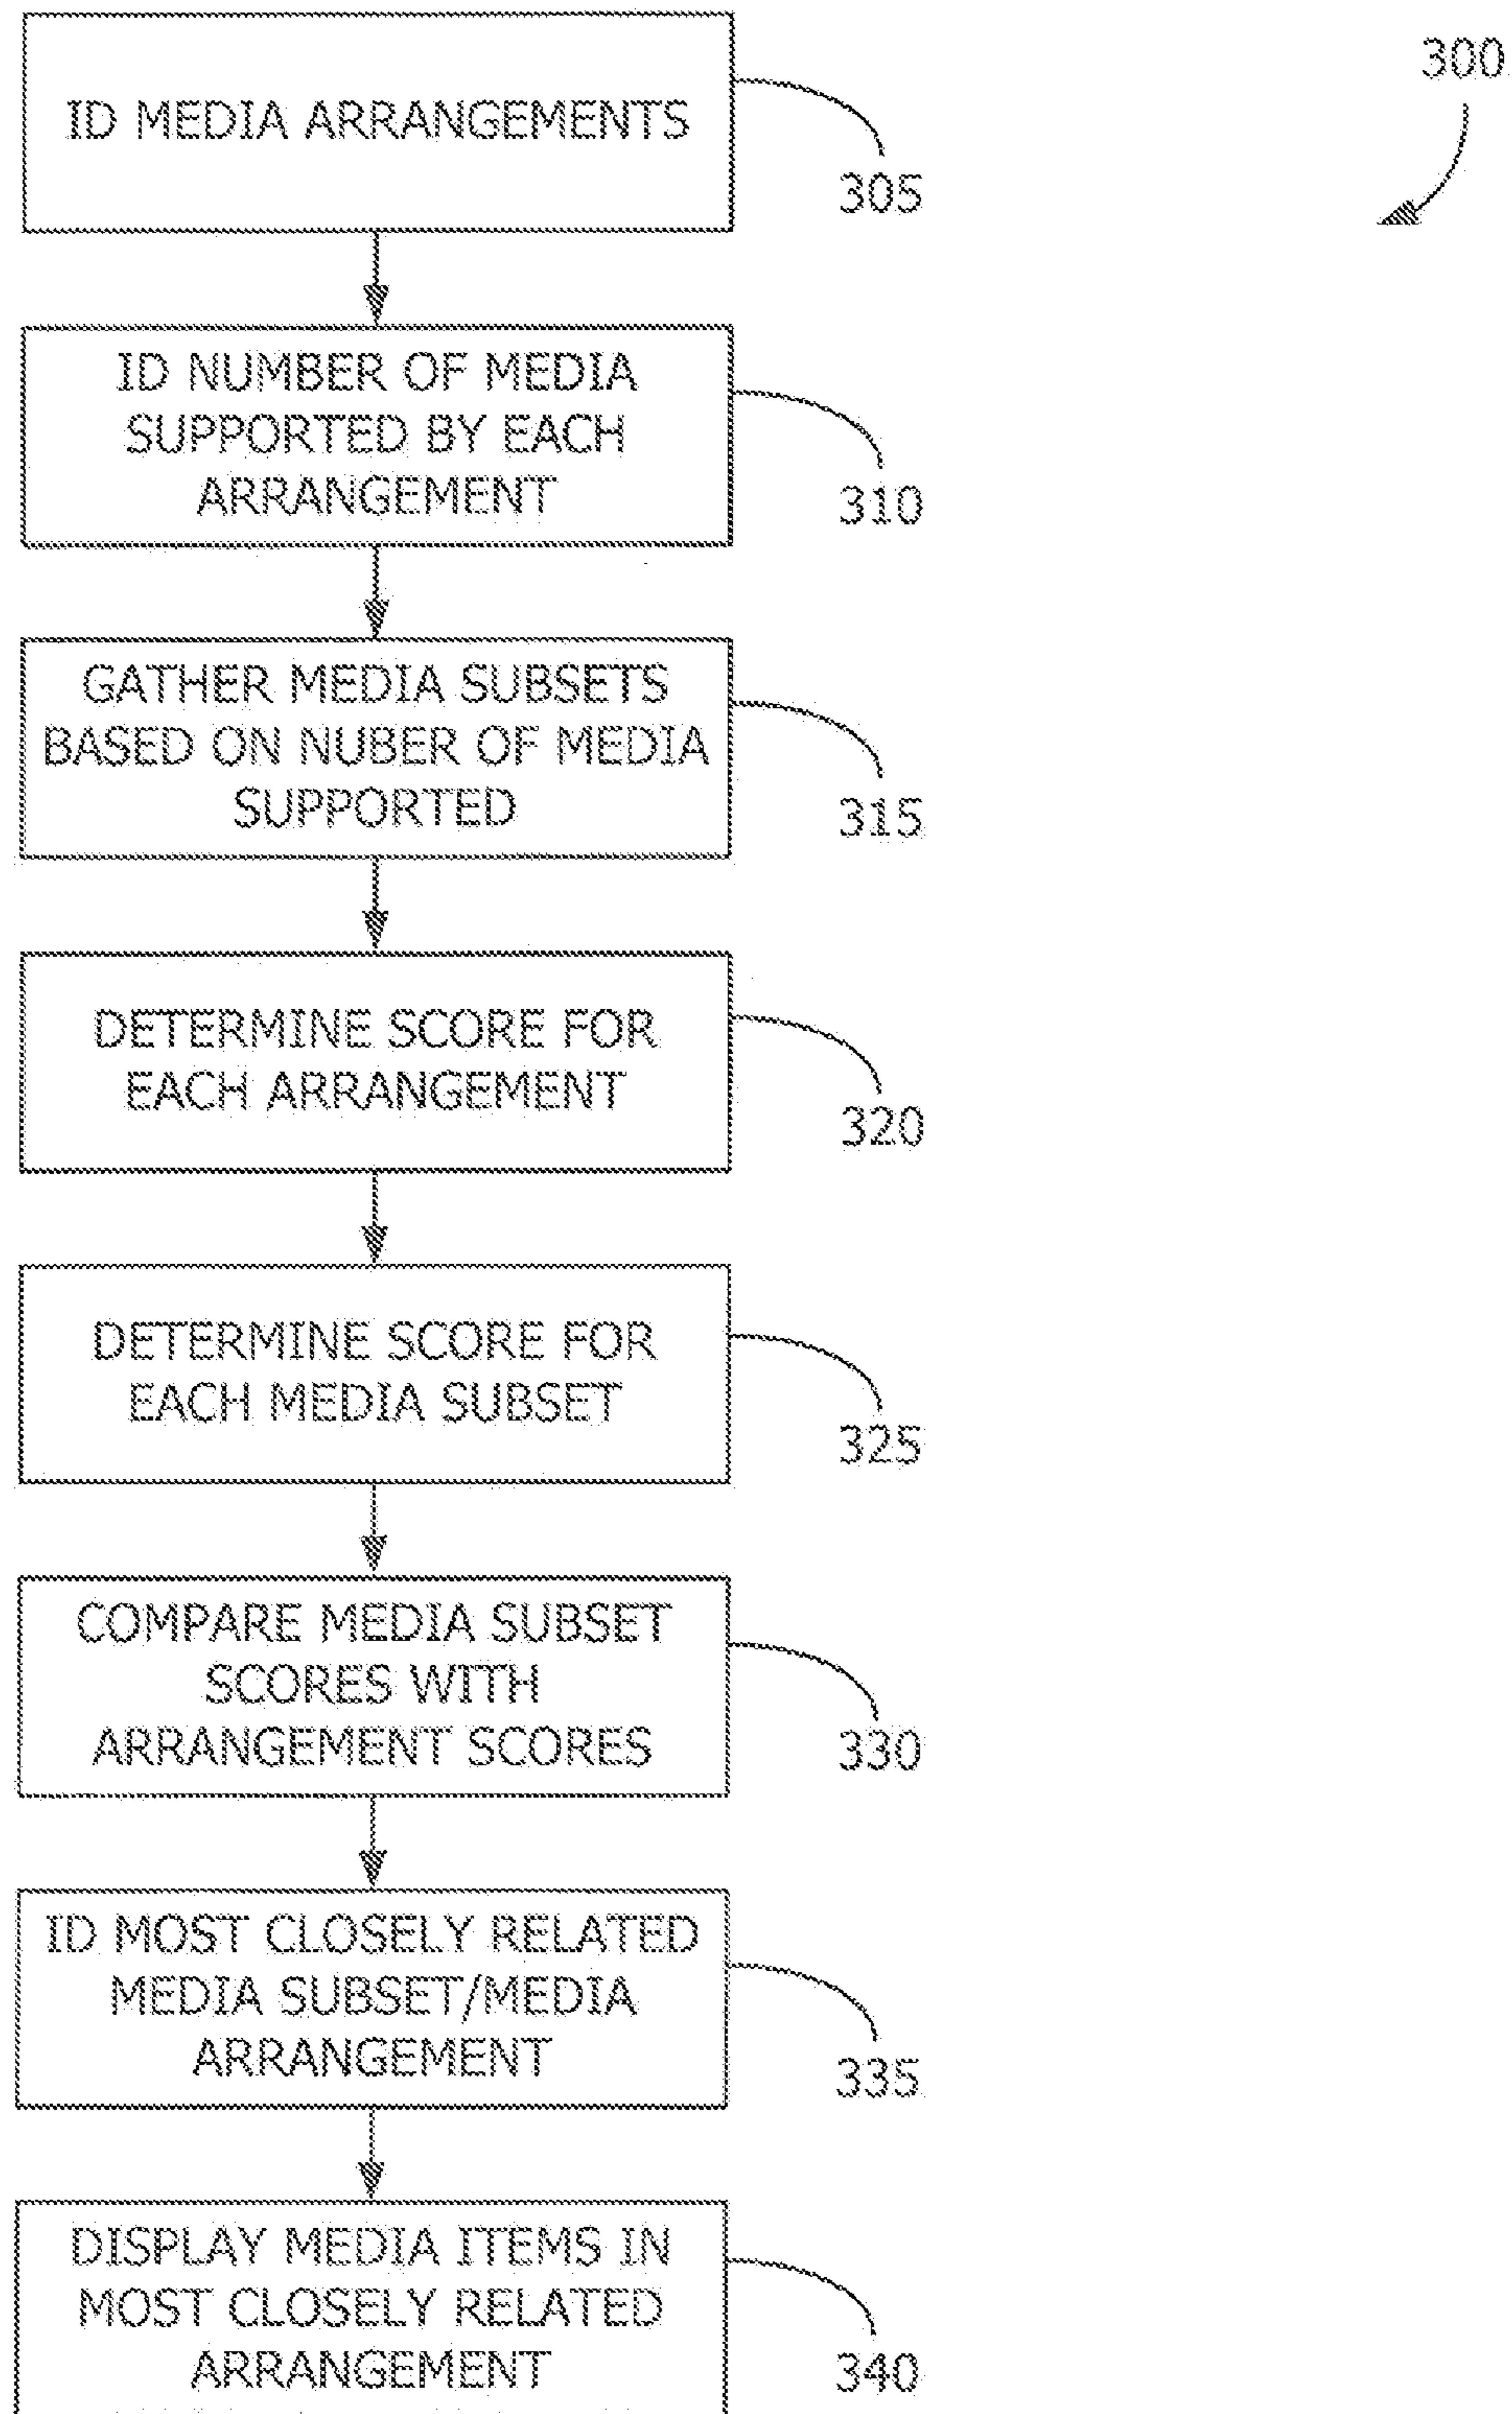 300
ID MEDIA ARRANGEMENTS
305
ID NUMBER OF MEDIA
SUPPORTED BY EACH
ARRANGEMENT
310
GATHER MEDIA SUBSETS
BASED ON NUBER OF MEDIA
SUPPORTED
315
DETERMINE SCORE FOR
EACH ARRANGEMENT
320
DETERMINE SCORE FOR
EACH MEDIA SUBSET
325
COMPARE MEDIA SUBSET
SCORES WITH
ARRANGEMENT SCORES
330
ID MOST CLOSELY RELATED
MEDIA SUBSET/MEDIA
ARRANGEMENT
335
DISPLAY MEDIA ITEMS IN
MOST CLOSELY RELATED
ARRANGEMENT
340